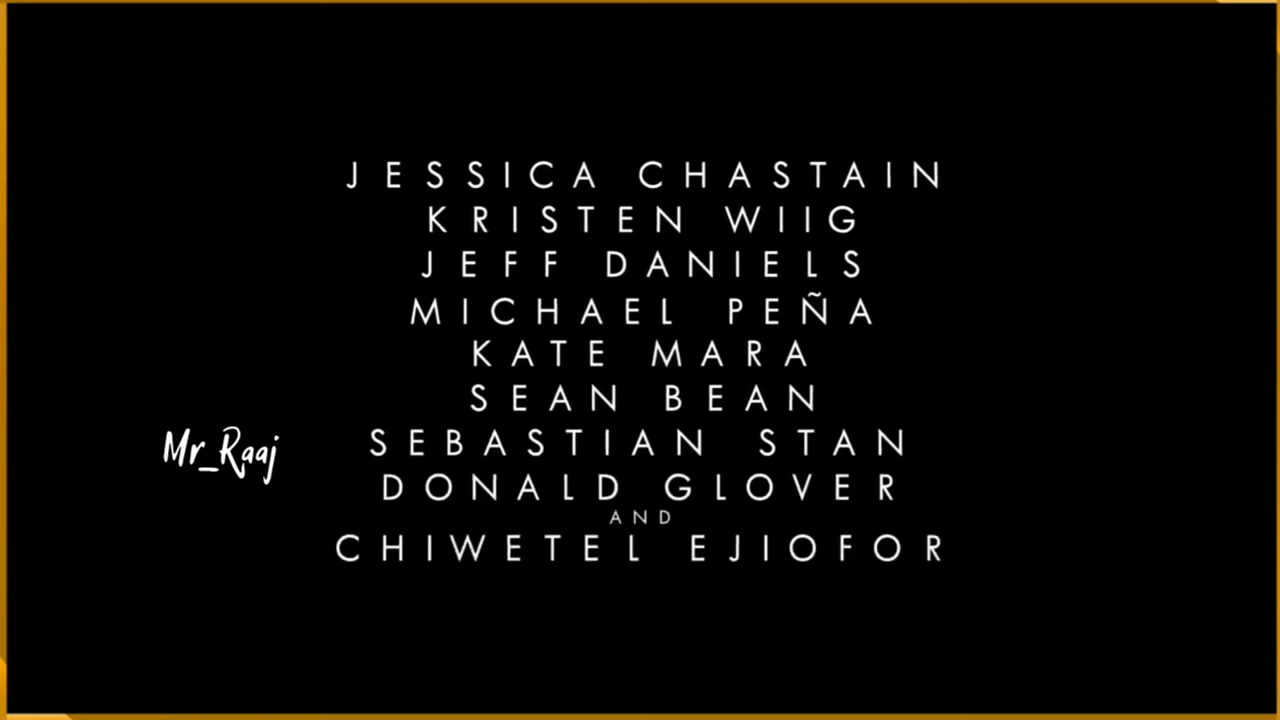 JESSICA CHASTAIN
KRISTEN WIIG
JEFF DANIELS
MICHAEL PEÑA
KATE MARA
SEAN BEAN
Mr_Raaj
SEBASTIAN STAN
DONALD GLOVER
AND
CHIWETEL EJIOFOR